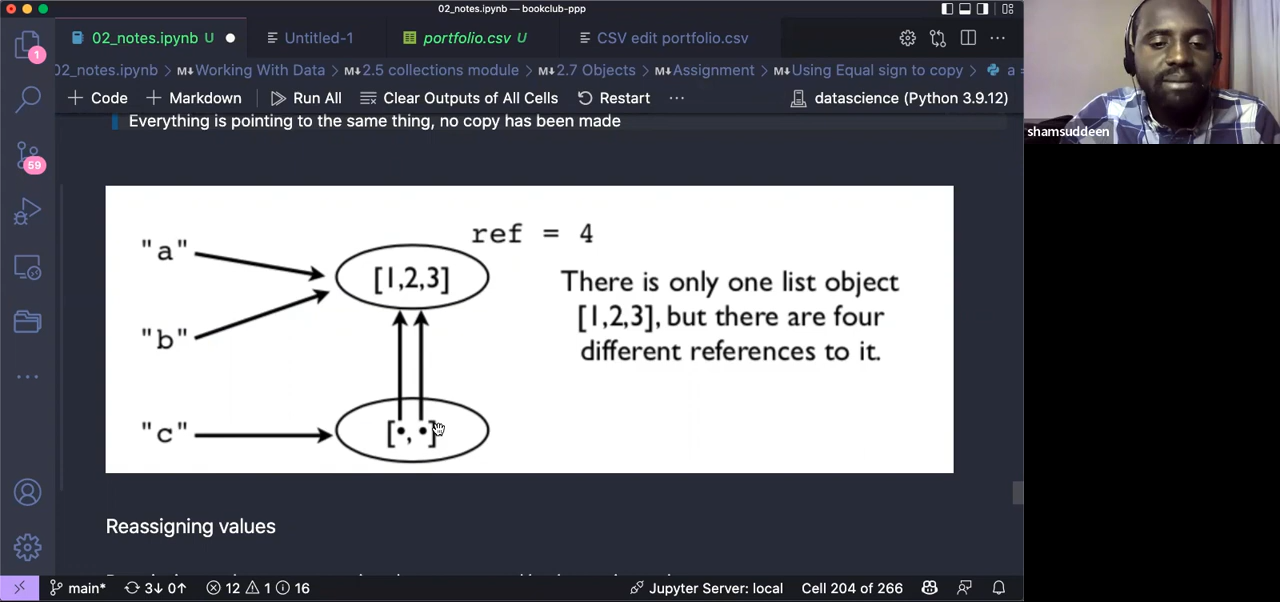 02_notes.ipynb — bookclub-ppp
02_notes.ipynb U
Untitled-1
portfolio.csv U
CSV edit portfolio.csv
02_notes.ipynb > M↓Working With Data > M↓2.5 collections module > M↓2.7 Objects > M↓Assignment > M↓Using Equal sign to copy > a =
+ Code + Markdown Run All Clear Outputs of All Cells Restart ··· datascience (Python 3.9.12)
Everything is pointing to the same thing, no copy has been made
shamsuddeen
1
59
ref = 4
"a"
[1,2,3]
There is only one list object
[1,2,3], but there are four
different references to it.
"b"
"c"
[•,•]
Reassigning values
main* 3↓ 0↑ 12 1 16 Jupyter Server: local Cell 204 of 266